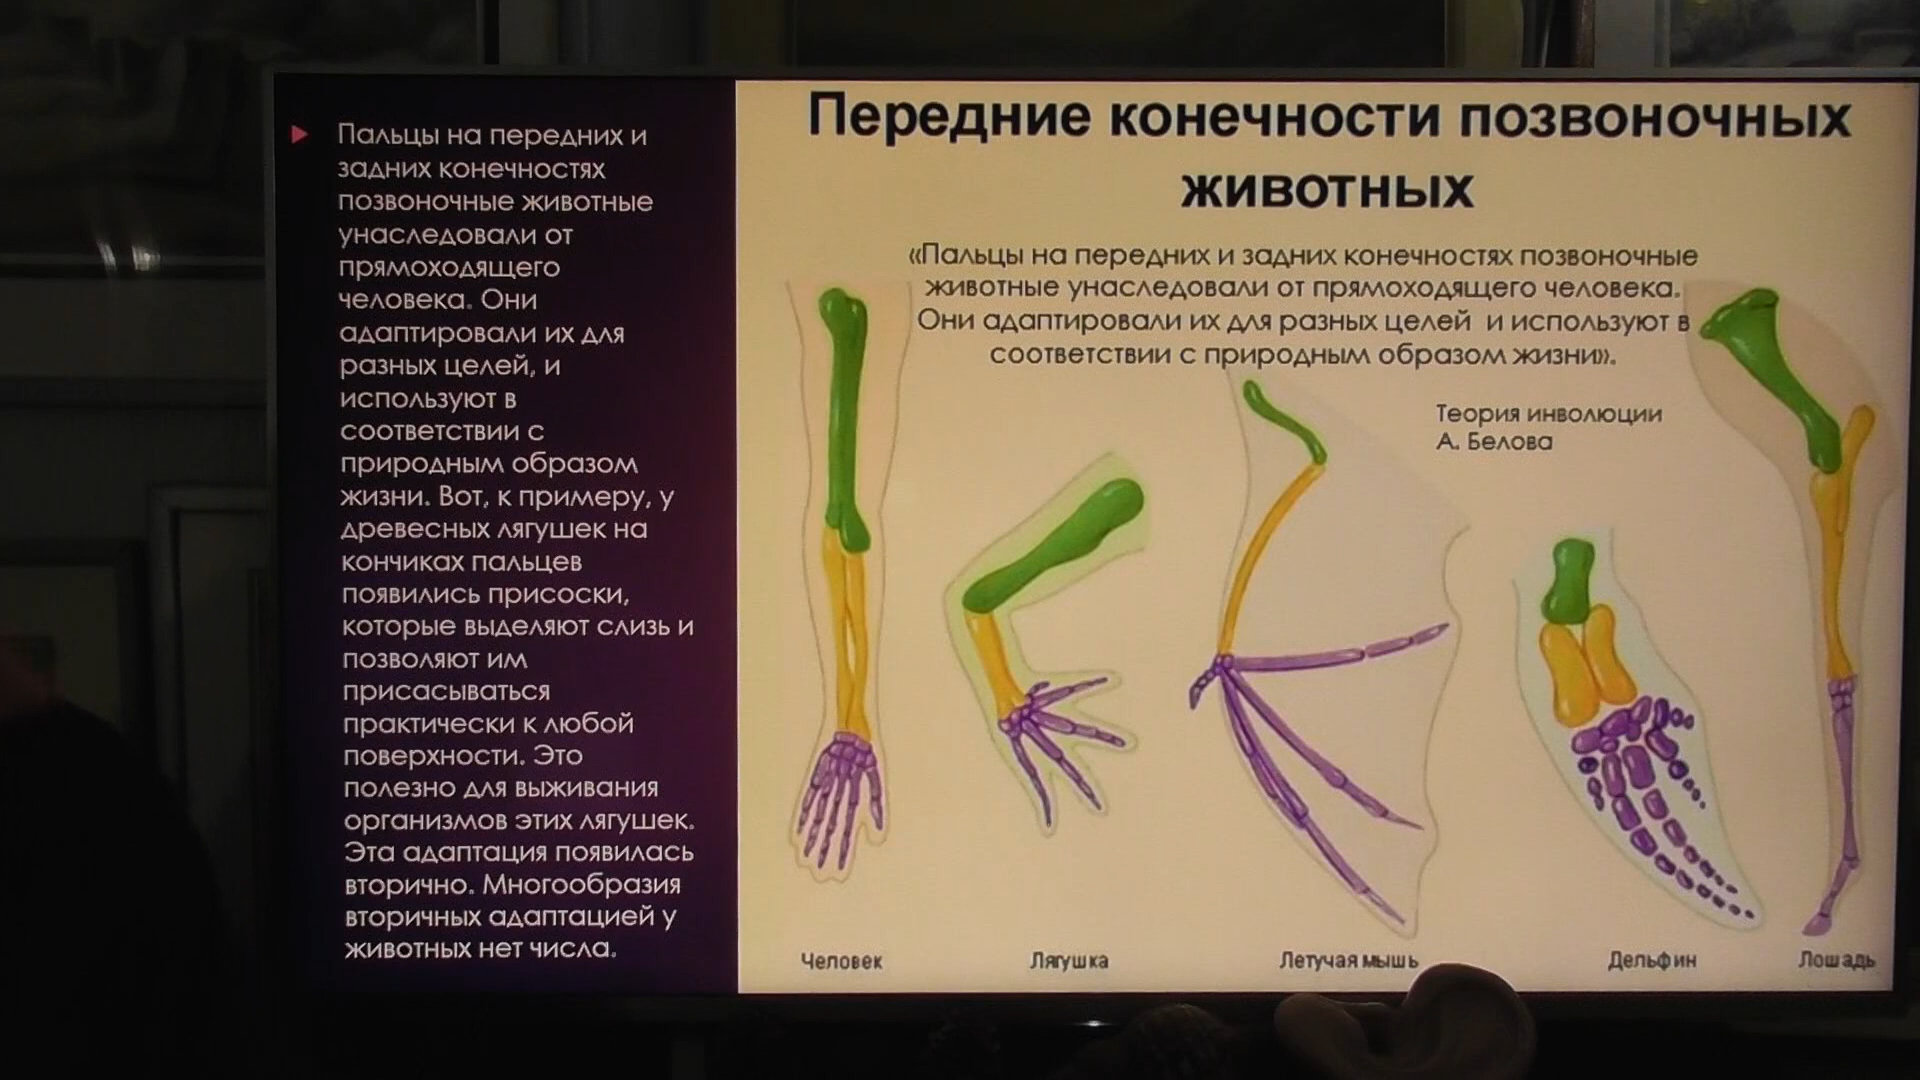 Пальцы на передних и
задних конечностях
позвоночные животные
унаследовали от
прямоходящего
человека. Они
адаптировали их для
разных целей, и
используют в
соответствии с
природным образом
жизни. Вот, к примеру, у
древесных лягушек на
кончиках пальцев
появились присоски,
которые выделяют слизь и
позволяют им
присасываться
практически к любой
поверхности. Это
полезно для выживания
организмов этих лягушек.
Эта адаптация появилась
вторично. Многообразия
вторичных адаптацией у
животных нет числа.
Передние конечности позвоночных
животных
«Пальцы на передних и задних конечностях позвоночные
животные унаследовали от прямоходящего человека.
Они адаптировали их для разных целей и используют в
соответствии с природным образом жизни».
Теория инволюции
А. Белова
Человек
Лягушка
Летучая мышь
Дельфин
Лошадь